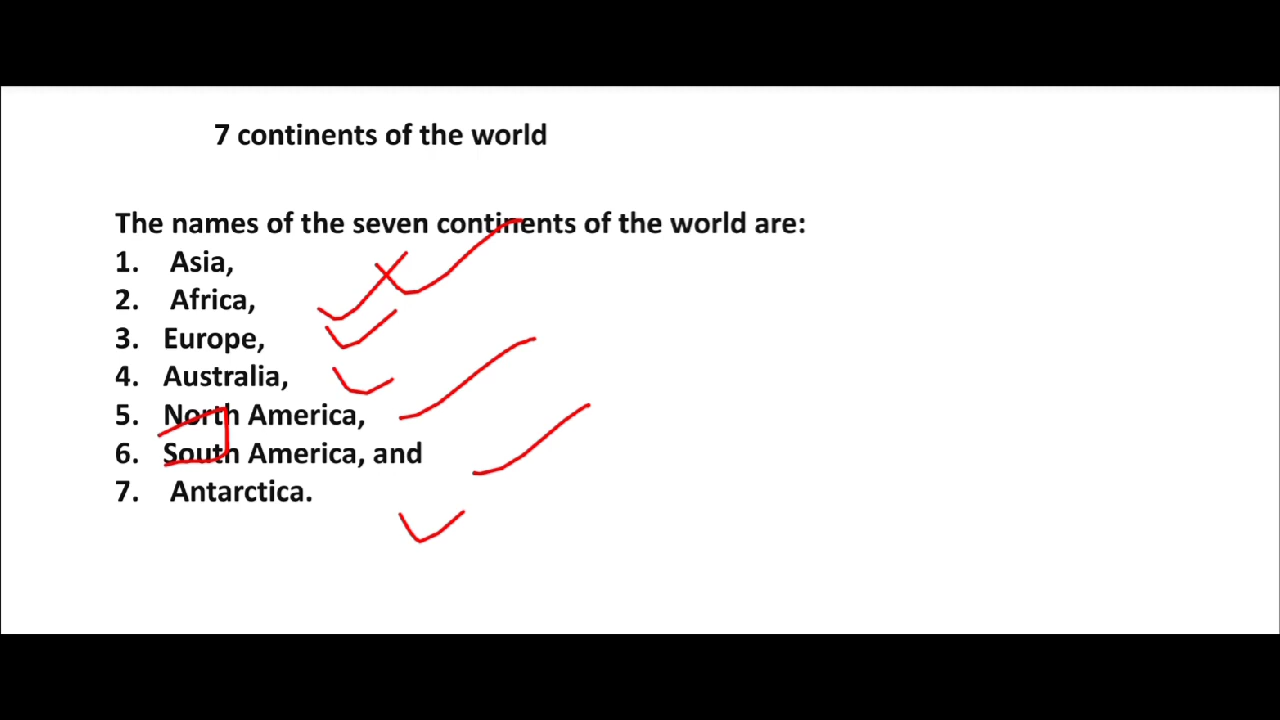 7 continents of the world
The names of the seven continents of the world are:
1. Asia,
2. Africa,
3. Europe,
4. Australia,
5. North America,
6. South America, and
7. Antarctica.